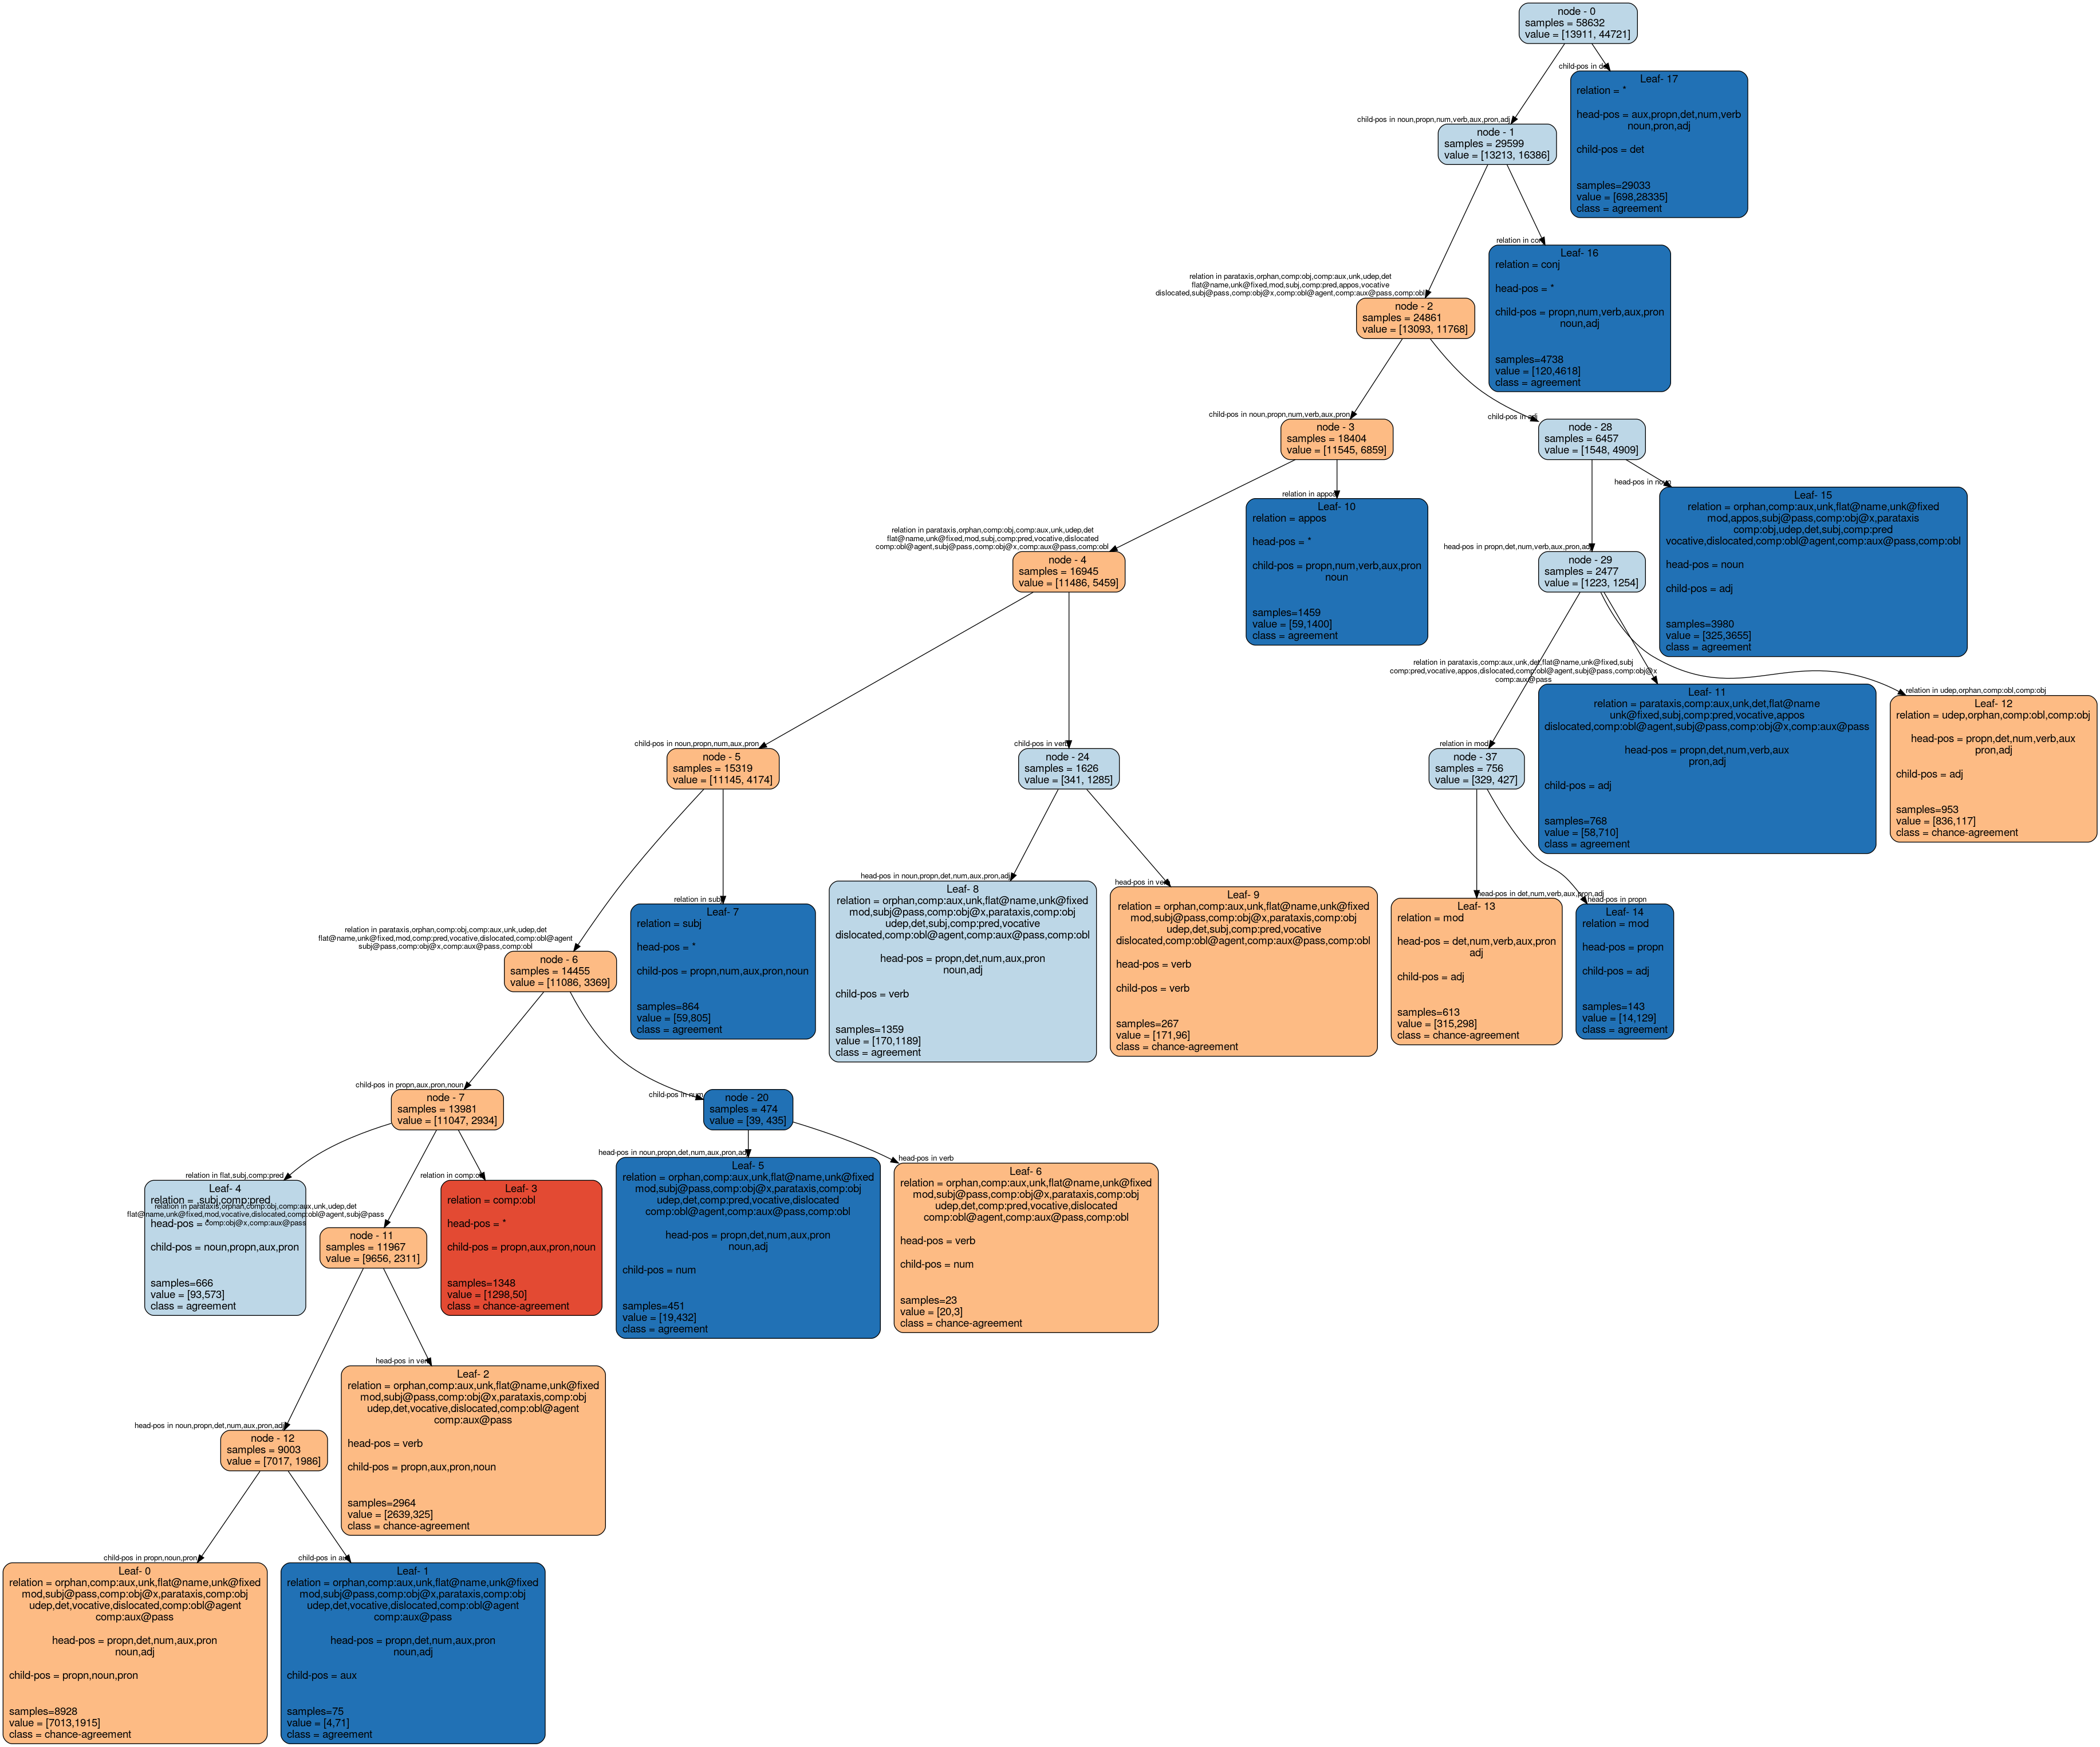 node - 0
samples = 58632
value = [13911, 44721]
child-pos in d
Leaf- 17
relation = *
head-pos = aux,propn,det,num,verb
noun,pron,adj
child-pos = det
samples=29033
value = [698,28335]
class = agreement
child-pos in noun,propn,num,verb,aux,pron,adj
node - 1
samples = 29599
value = [13213, 16386]
relation in con
Leaf- 16
relation = conj
head-pos = *
child-pos = propn,num,verb,aux,pron
noun,adj
samples=4738
value = [120,4618]
class = agreement
relation in parataxis,orphan,comp:obj,comp:aux,unk,udep,det
flat@name,unk@fixed,mod,subj,comp:pred,appos,vocative
dislocated,subj@pass,comp:obj@x,comp:obl@agent,comp:aux@pass,comp:obl
node - 2
samples = 24861
value = [13093, 11768]
child-pos in noun,propn,num,verb,aux,pron
node - 3
samples = 18404
value = [11545, 6859]
child-pos in adj
node - 28
samples = 6457
value = [1548, 4909]
relation in appos
Leaf- 10
relation = appos
head-pos = *
child-pos = propn,num,verb,aux,pron
noun
samples=1459
value = [59,1400]
class = agreement
head-pos in noun
Leaf- 15
relation = orphan,comp:aux,unk,flat@name,unk@fixed
mod,appos,subj@pass,comp:obj@x,parataxis
comp:obj,udep,det,subj,comp:pred
vocative,dislocated,comp:obl@agent,comp:aux@pass,comp:obl
head-pos = noun
child-pos = adj
samples=3980
value = [325,3655]
class = agreement
relation in parataxis,orphan,comp:obj,comp:aux,unk,udep,det
flat@name,unk@fixed,mod,subj,comp:pred,vocative,dislocated
comp:obl@agent,subj@pass,comp:obj@x,comp:aux@pass,comp:obl
node - 4
samples = 16945
value = [11486, 5459]
head-pos in propn,det,num,verb,aux,pron,adj
node - 29
samples = 2477
value = [1223, 1254]
relation in parataxis,comp:aux,unk,det,flat@name,unk@fixed,subj
comp:pred,vocative,appos,dislocated,comp:obl@agent,subj@pass,comp:obj@x
comp:aux@pass
Leaf- 11
relation = parataxis,comp:aux,unk,det,flat@name
unk@fixed,subj,comp:pred,vocative,appos
dislocated,comp:obl@agent,subj@pass,comp:obj@x,comp:aux@pass
head-pos = propn,det,num,verb,aux
pron,adj
child-pos = adj
samples=768
value = [58,710]
class = agreement
relation in udep,orphan,comp:obl,comp:obj
Leaf- 12
relation = udep,orphan,comp:obl,comp:obj
head-pos = propn,det,num,verb,aux
pron,adj
child-pos = adj
samples=953
value = [836,117]
class = chance-agreement
child-pos in noun,propn,num,aux,pron
node - 5
samples = 15319
value = [11145, 4174]
child-pos in verb
node - 24
samples = 1626
value = [341, 1285]
relation in mod
node - 37
samples = 756
value = [329, 427]
relation in subj
Leaf- 7
relation = subj
head-pos = *
child-pos = propn,num,aux,pron,noun
samples=864
value = [59,805]
class = agreement
head-pos in noun,propn,det,num,aux,pron,adj
Leaf- 8
relation = orphan,comp:aux,unk,flat@name,unk@fixed
mod,subj@pass,comp:obj@x,parataxis,comp:obj
udep,det,subj,comp:pred,vocative
dislocated,comp:obl@agent,comp:aux@pass,comp:obl
head-pos = propn,det,num,aux,pron
noun,adj
child-pos = verb
samples=1359
value = [170,1189]
class = agreement
head-pos in verb
Leaf- 9
relation = orphan,comp:aux,unk,flat@name,unk@fixed
mod,subj@pass,comp:obj@x,parataxis,comp:obj
udep,det,subj,comp:pred,vocative
dislocated,comp:obl@agent,comp:aux@pass,comp:obl
head-pos = verb
child-pos = verb
samples=267
value = [171,96]
class = chance-agreement
head-pos in det,num,verb,aux,pron,adj
Leaf- 13
relation = mod
head-pos = det,num,verb,aux,pron
adj
child-pos = adj
samples=613
value = [315,298]
class = chance-agreement
head-pos in propn
Leaf- 14
relation = mod
head-pos = propn
child-pos = adj
samples=143
value = [14,129]
class = agreement
relation in parataxis,orphan,comp:obj,comp:aux,unk,udep,det
flat@name,unk@fixed,mod,comp:pred,vocative,dislocated,comp:obl@agent
subj@pass,comp:obj@x,comp:aux@pass,comp:obl
node - 6
samples = 14455
value = [11086, 3369]
child-pos in propn,aux,pron,noun
node - 7
samples = 13981
value = [11047, 2934]
child-pos in num
node - 20
samples = 474
value = [39, 435]
relation in flat,subj,comp:pred
Leaf- 4
relation = ,subj,comp:pred
head-pos = *
child-pos = noun,propn,aux,pron
samples=666
value = [93,573]
class = agreement
relation in parataxis,orphan,comp:obj,comp:aux,unk,udep,det
flat@name,unk@fixed,mod,vocative,dislocated,comp:obl@agent,subj@pass
comp:obj@x,comp:aux@pass
node - 11
samples = 11967
value = [9656, 2311]
relation in comp:obl
Leaf- 3
relation = comp:obl
head-pos = *
child-pos = propn,aux,pron,noun
samples=1348
value = [1298,50]
class = chance-agreement
head-pos in noun,propn,det,num,aux,pron,adj
Leaf- 5
relation = orphan,comp:aux,unk,flat@name,unk@fixed
mod,subj@pass,comp:obj@x,parataxis,comp:obj
udep,det,comp:pred,vocative,dislocated
comp:obl@agent,comp:aux@pass,comp:obl
head-pos = propn,det,num,aux,pron
noun,adj
child-pos = num
samples=451
value = [19,432]
class = agreement
head-pos in verb
Leaf- 6
relation = orphan,comp:aux,unk,flat@name,unk@fixed
mod,subj@pass,comp:obj@x,parataxis,comp:obj
udep,det,comp:pred,vocative,dislocated
comp:obl@agent,comp:aux@pass,comp:obl
head-pos = verb
child-pos = num
samples=23
value = [20,3]
class = chance-agreement
head-pos in verb
Leaf- 2
relation = orphan,comp:aux,unk,flat@name,unk@fixed
mod,subj@pass,comp:obj@x,parataxis,comp:obj
udep,det,vocative,dislocated,comp:obl@agent
comp:aux@pass
head-pos = verb
child-pos = propn,aux,pron,noun
samples=2964
value = [2639,325]
class = chance-agreement
head-pos in noun,propn,det,num,aux,pron,adj
node - 12
samples = 9003
value = [7017, 1986]
child-pos in propn,noun,pron
Leaf- 0
relation = orphan,comp:aux,unk,flat@name,unk@fixed
mod,subj@pass,comp:obj@x,parataxis,comp:obj
udep,det,vocative,dislocated,comp:obl@agent
comp:aux@pass
head-pos = propn,det,num,aux,pron
noun,adj
child-pos = propn,noun,pron
samples=8928
value = [7013,1915]
class = chance-agreement
child-pos in aux
Leaf- 1
relation = orphan,comp:aux,unk,flat@name,unk@fixed
mod,subj@pass,comp:obj@x,parataxis,comp:obj
udep,det,vocative,dislocated,comp:obl@agent
comp:aux@pass
head-pos = propn,det,num,aux,pron
noun,adj
child-pos = aux
samples=75
value = [4,71]
class = agreement